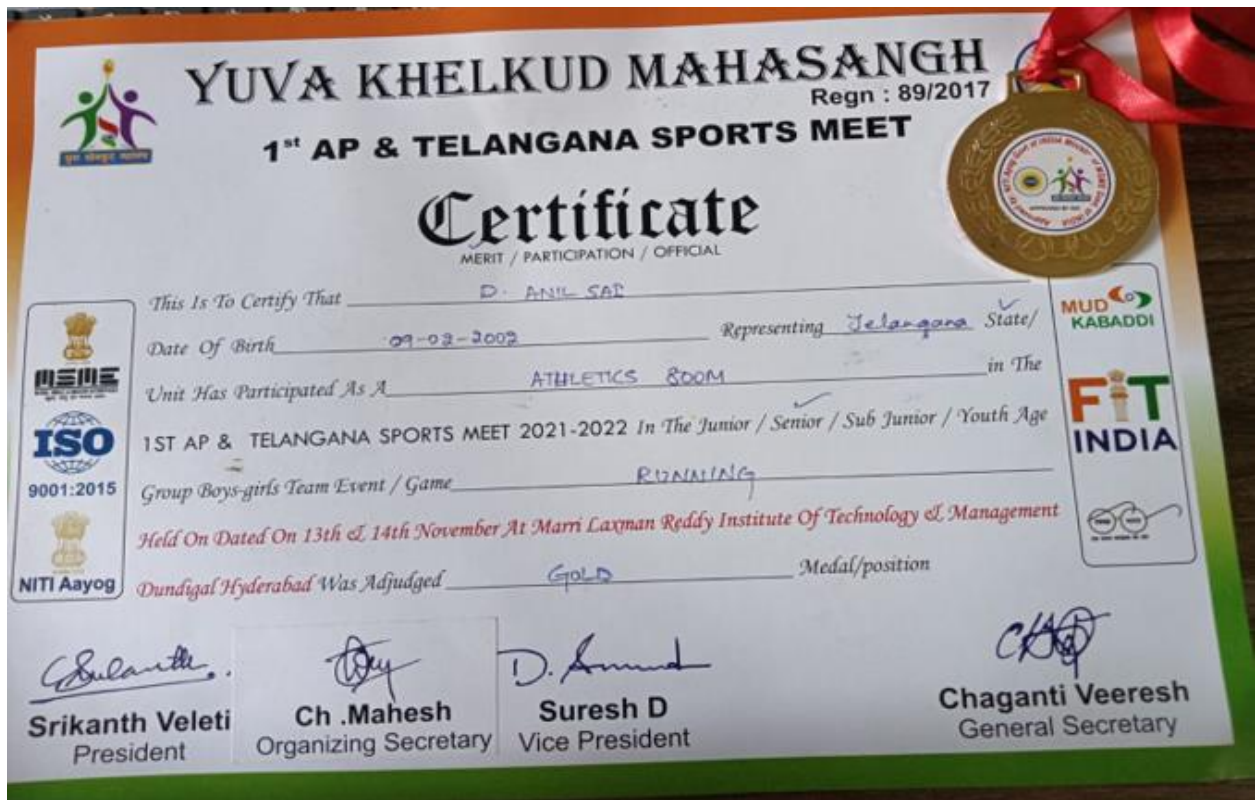 YUVA KHELKUD MAHASANGH
Regn : 89/2017
1st AP & TELANGANA SPORTS MEET
Certificate
MERIT / PARTICIPATION / OFFICIAL
This Is To Certify That D. ANIL SAI
Date Of Birth 09-02-2002 Representing Telangana State/
Unit Has Participated As A ATHLETICS 800M in The
1ST AP & TELANGANA SPORTS MEET 2021-2022 In The Junior / Senior / Sub Junior / Youth Age
Group Boys-girls Team Event / Game RUNNING
Held On Dated On 13th & 14th November At Marri Laxman Reddy Institute Of Technology & Management
Dundigal Hyderabad Was Adjudged GOLD Medal/position
MSME
ISO
9001:2015
NITI Aayog
MUD
KABADDI
FIT
INDIA
D. Anund
Srikanth Veleti
President
Ch .Mahesh
Organizing Secretary
Suresh D
Vice President
Chaganti Veeresh
General Secretary